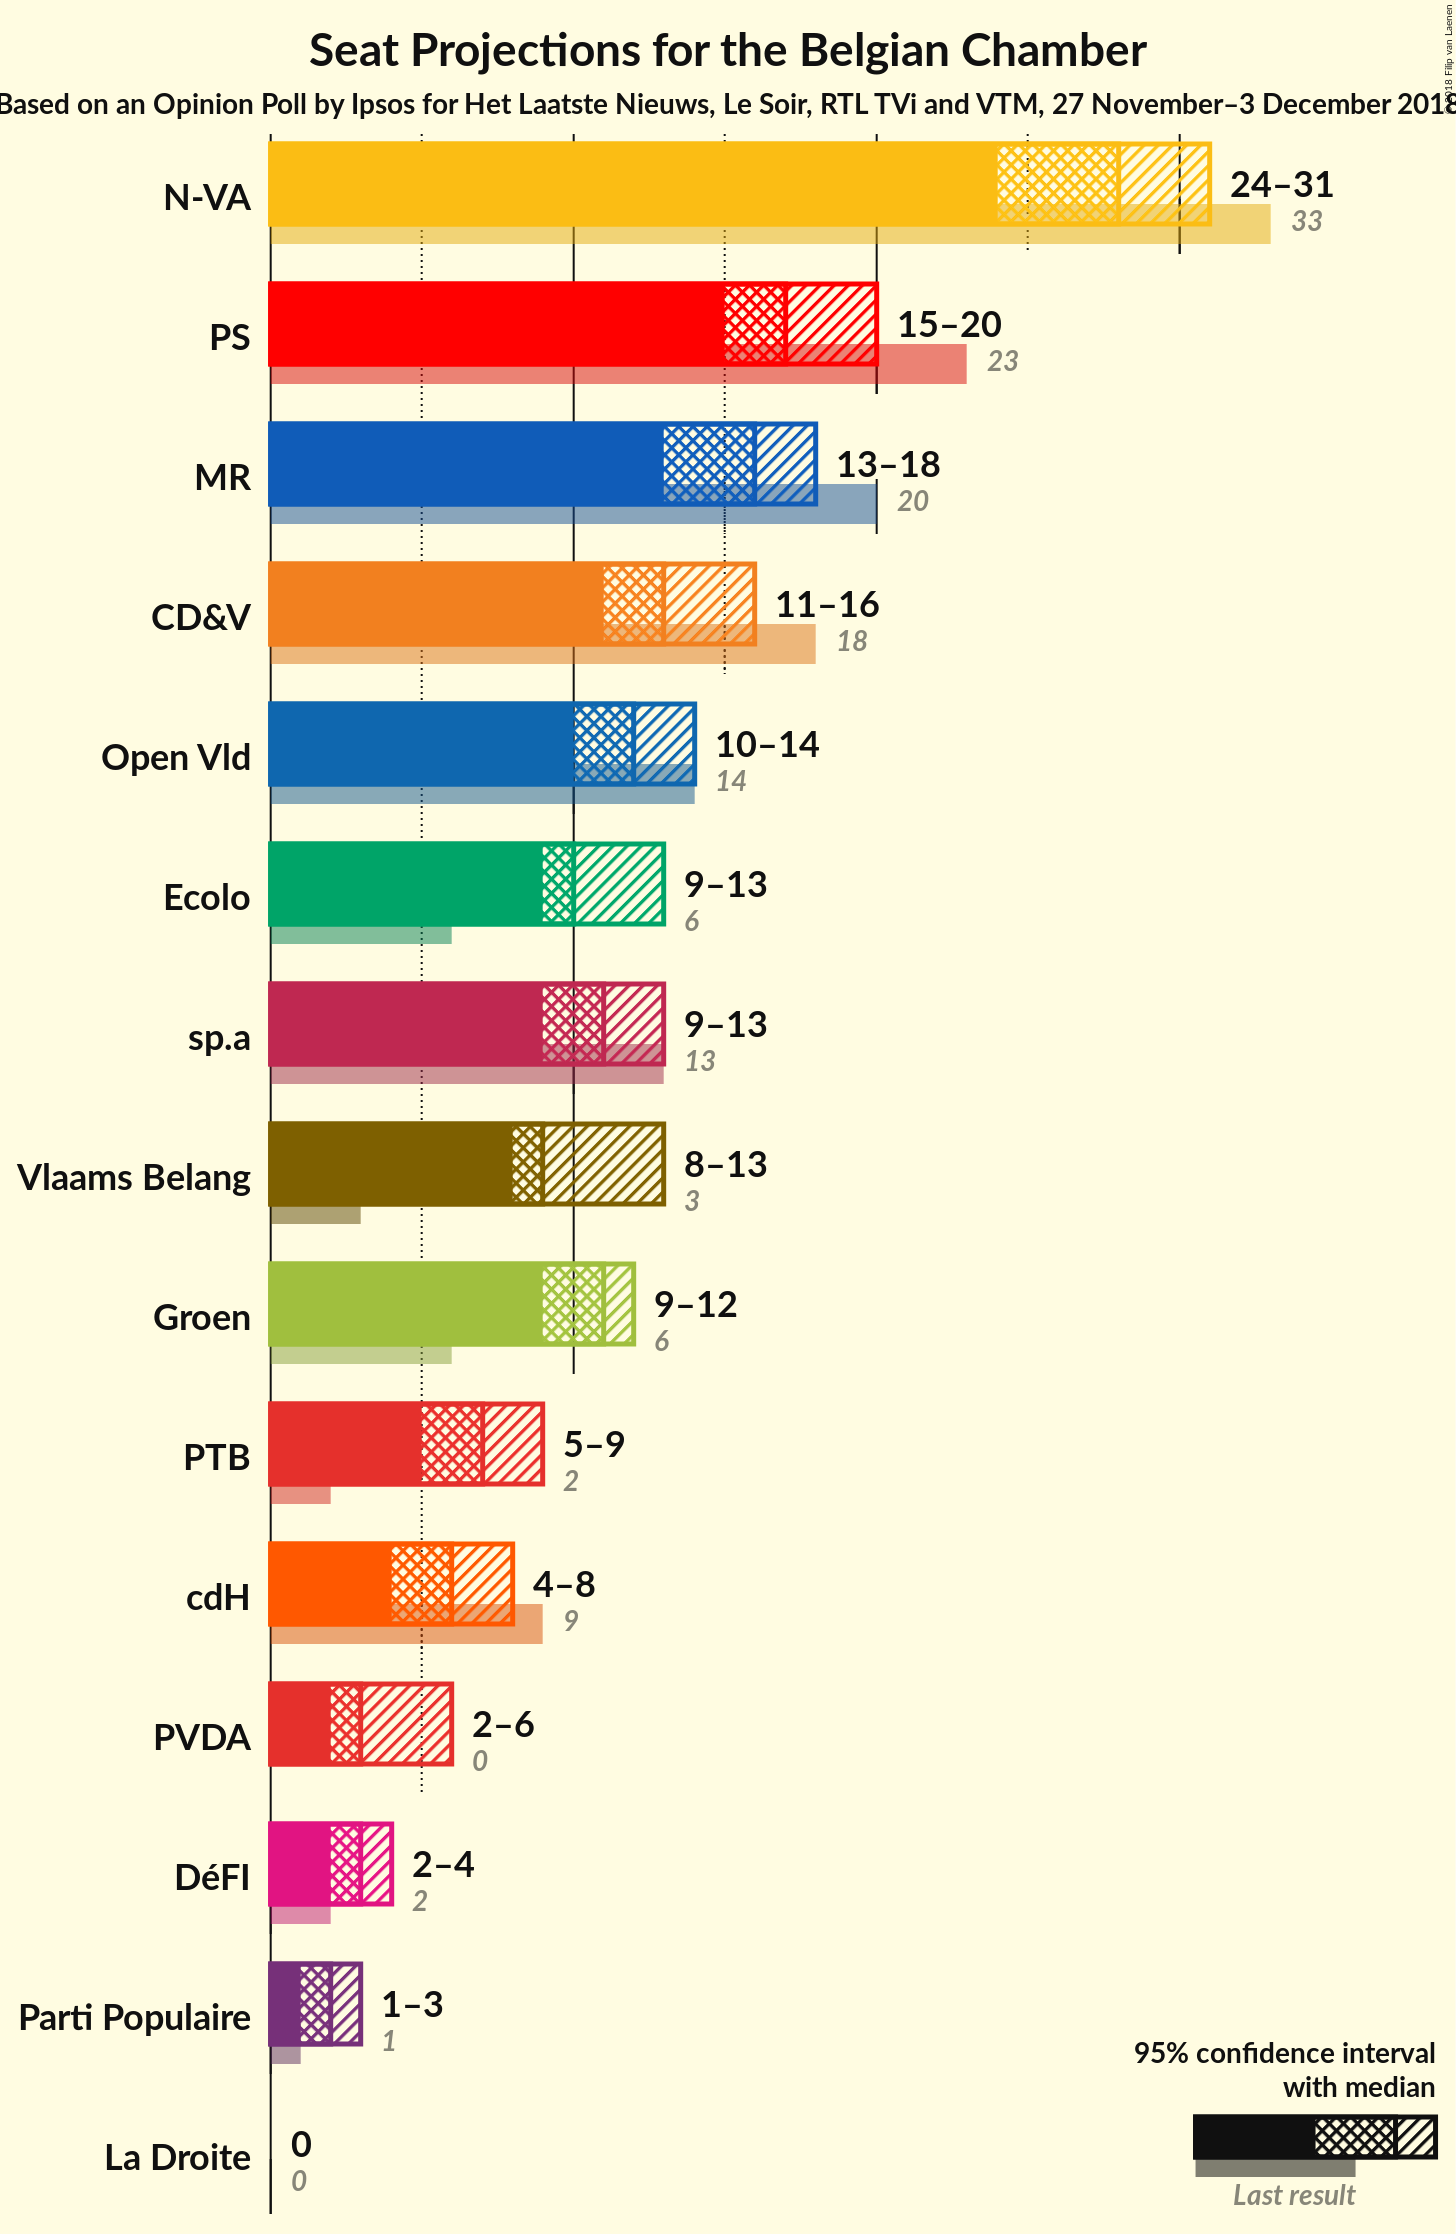 Seat Projections for the Belgian Chamber
Based on an Opinion Poll by Ipsos for Het Laatste Nieuws, Le Soir, RTL TVi and VTM, 27 November–3 December 2018
© 2018 Filip van Laenen
N-VA
24–31
33
PS
15–20
23
MR
13–18
20
CD&V
11–16
18
Open Vld
10–14
14
Ecolo
9–13
6
sp.a
9–13
13
Vlaams Belang
8–13
3
Groen
9–12
6
PTB
5–9
2
cdH
4–8
9
PVDA
2–6
0
DéFI
2–4
2
Parti Populaire
1–3
1
La Droite
0
0
95% confidence interval
with median
Last result